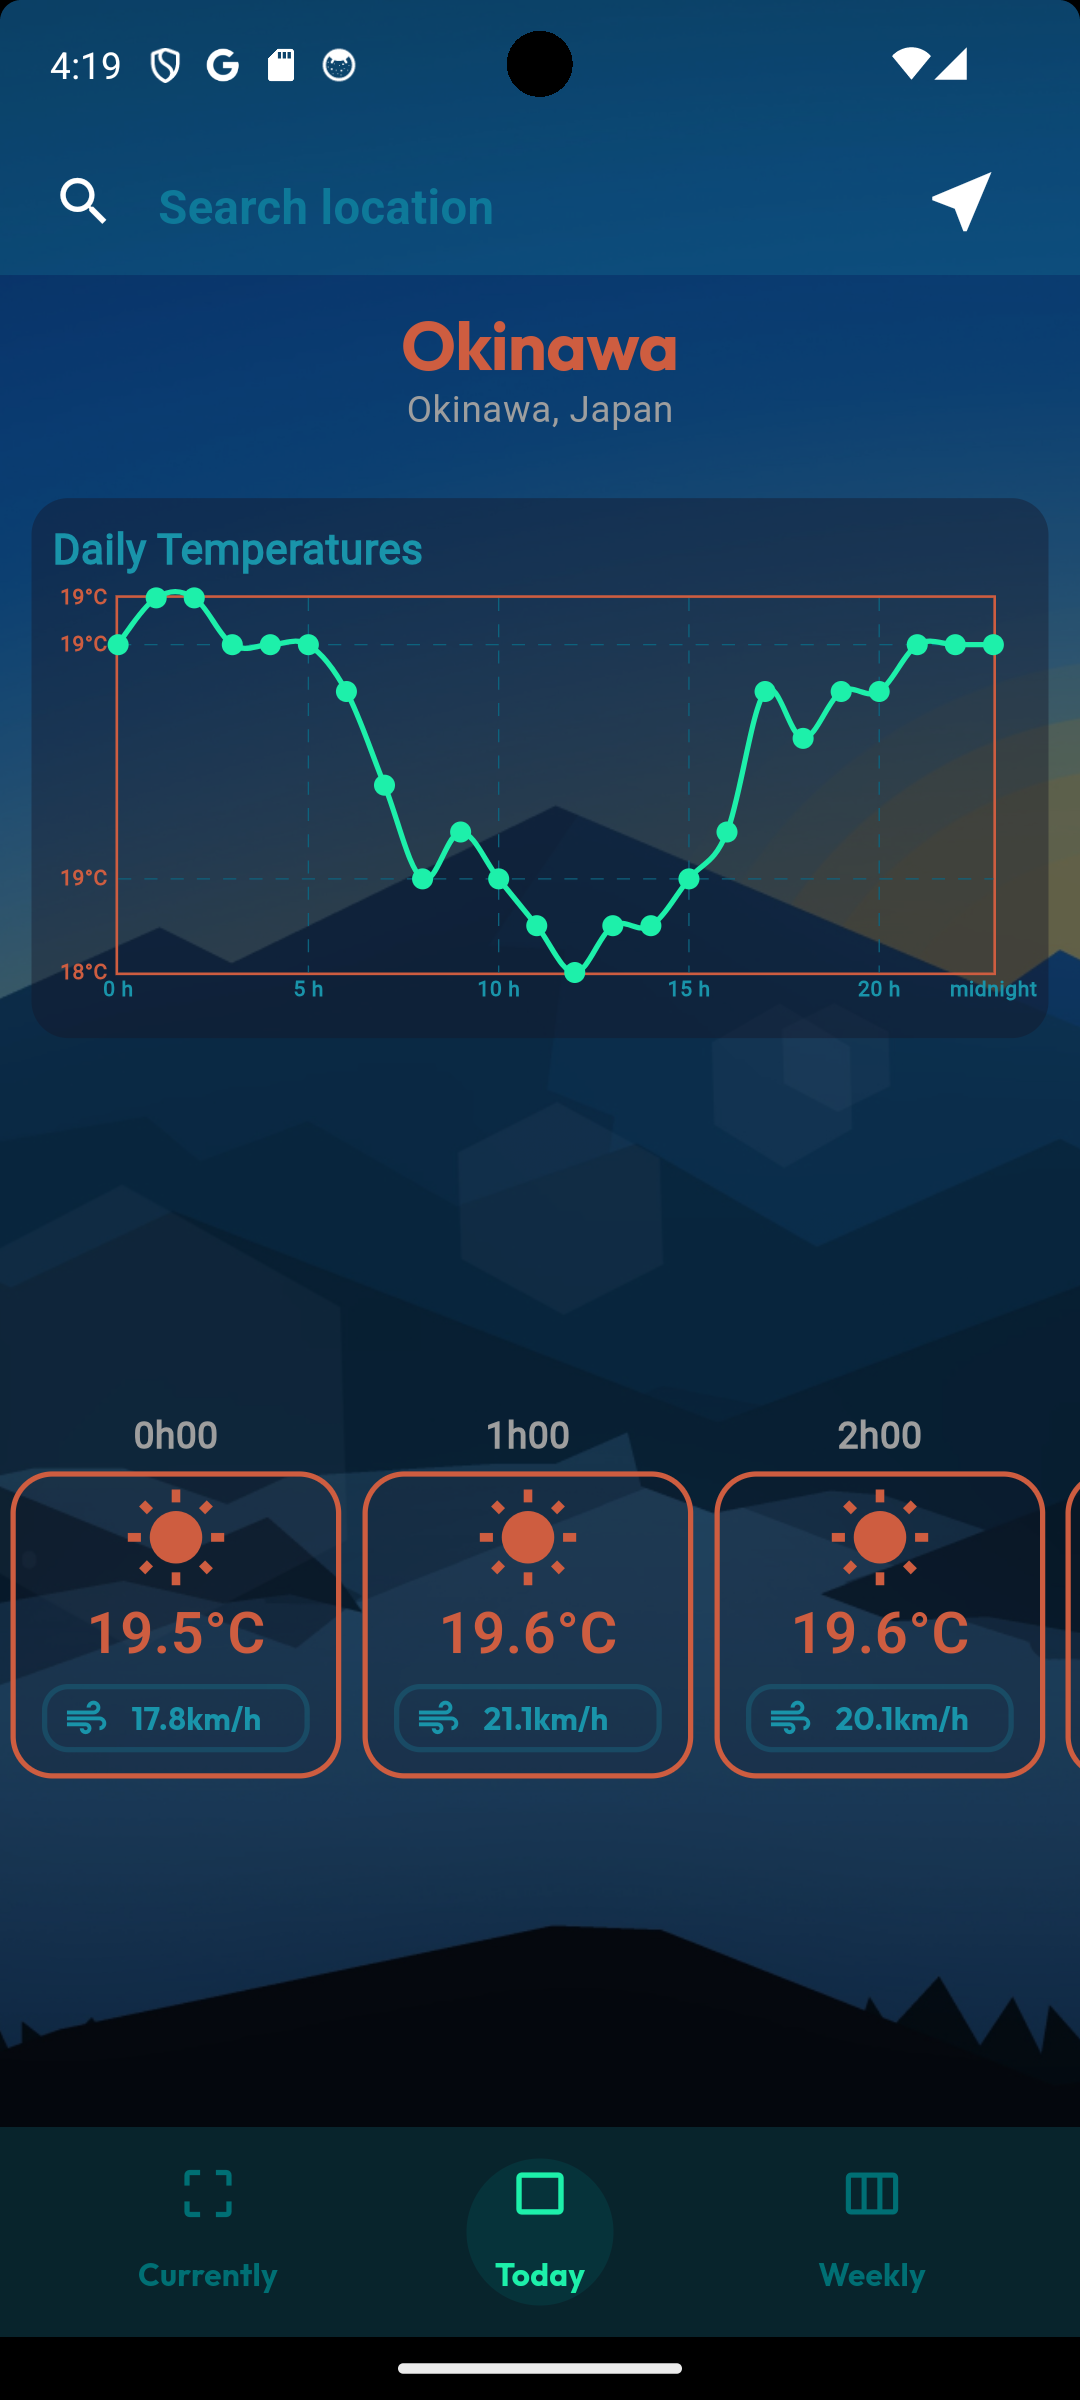 4:19
Search location
Okinawa
Okinawa, Japan
Daily Temperatures
19°C
19°C
19°C
18°C
0 h 5 h 10 h 15 h 20 h midnight
0h00 1h00 2h00
19.5°C 19.6°C 19.6°C
17.8km/h 21.1km/h 20.1km/h
Currently Today Weekly